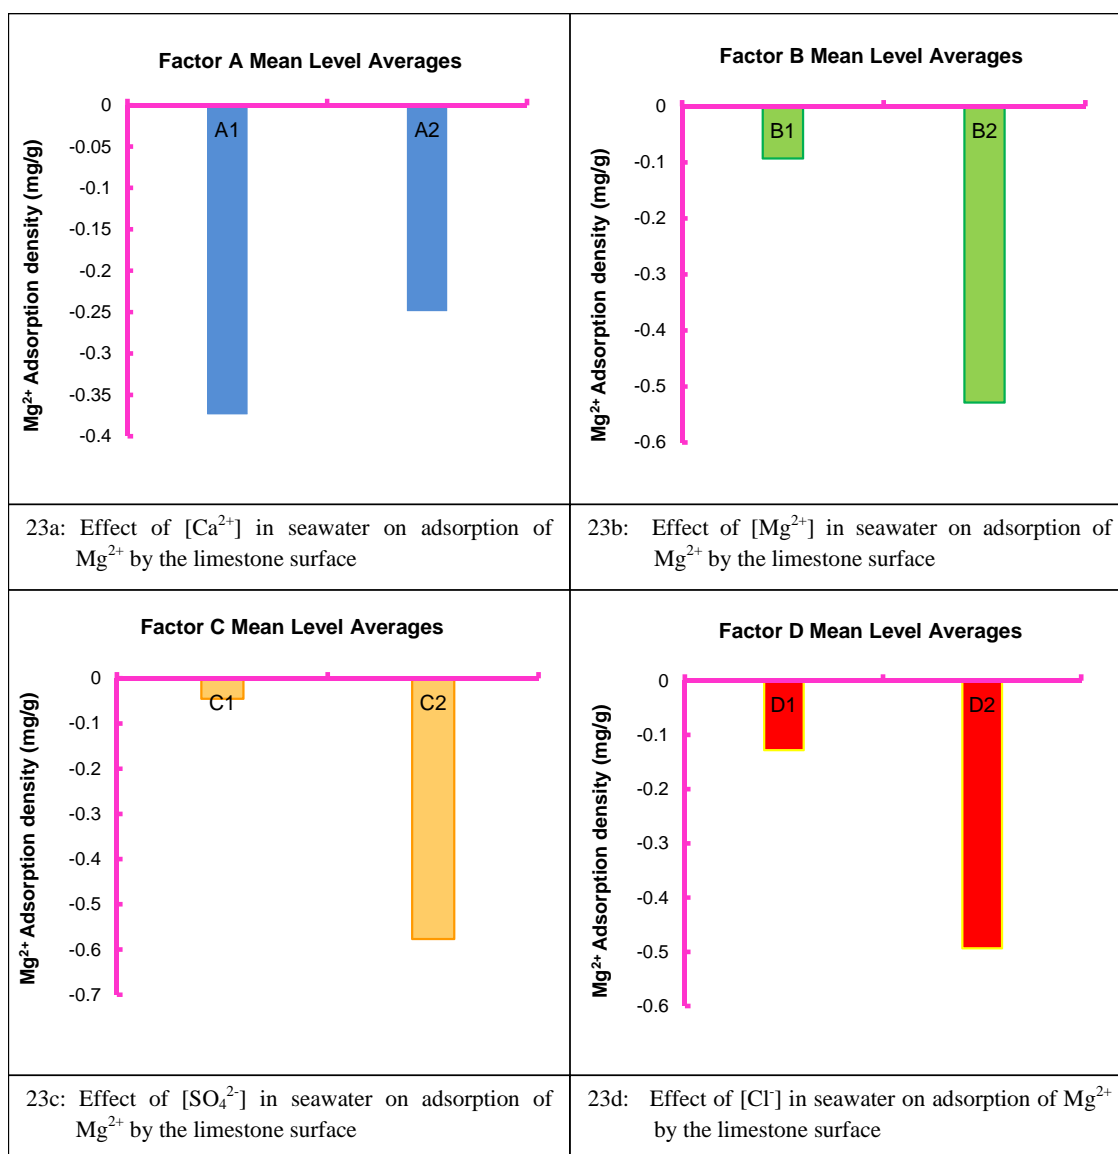 Factor A Mean Level Averages
Mg²⁺ Adsorption density (mg/g)
0
-0.05
-0.1
-0.15
-0.2
-0.25
-0.3
-0.35
-0.4
A1
A2
Factor B Mean Level Averages
Mg²⁺ Adsorption density (mg/g)
0
-0.1
-0.2
-0.3
-0.4
-0.5
-0.6
B1
B2
23a: Effect of [Ca²⁺] in seawater on adsorption of
Mg²⁺ by the limestone surface
23b: Effect of [Mg²⁺] in seawater on adsorption of
Mg²⁺ by the limestone surface
Factor C Mean Level Averages
Mg²⁺ Adsorption density (mg/g)
0
-0.1
-0.2
-0.3
-0.4
-0.5
-0.6
-0.7
C1
C2
Factor D Mean Level Averages
Mg²⁺ Adsorption density (mg/g)
0
-0.1
-0.2
-0.3
-0.4
-0.5
-0.6
D1
D2
23c: Effect of [SO₄²⁻] in seawater on adsorption of
Mg²⁺ by the limestone surface
23d: Effect of [Cl⁻] in seawater on adsorption of Mg²⁺
by the limestone surface